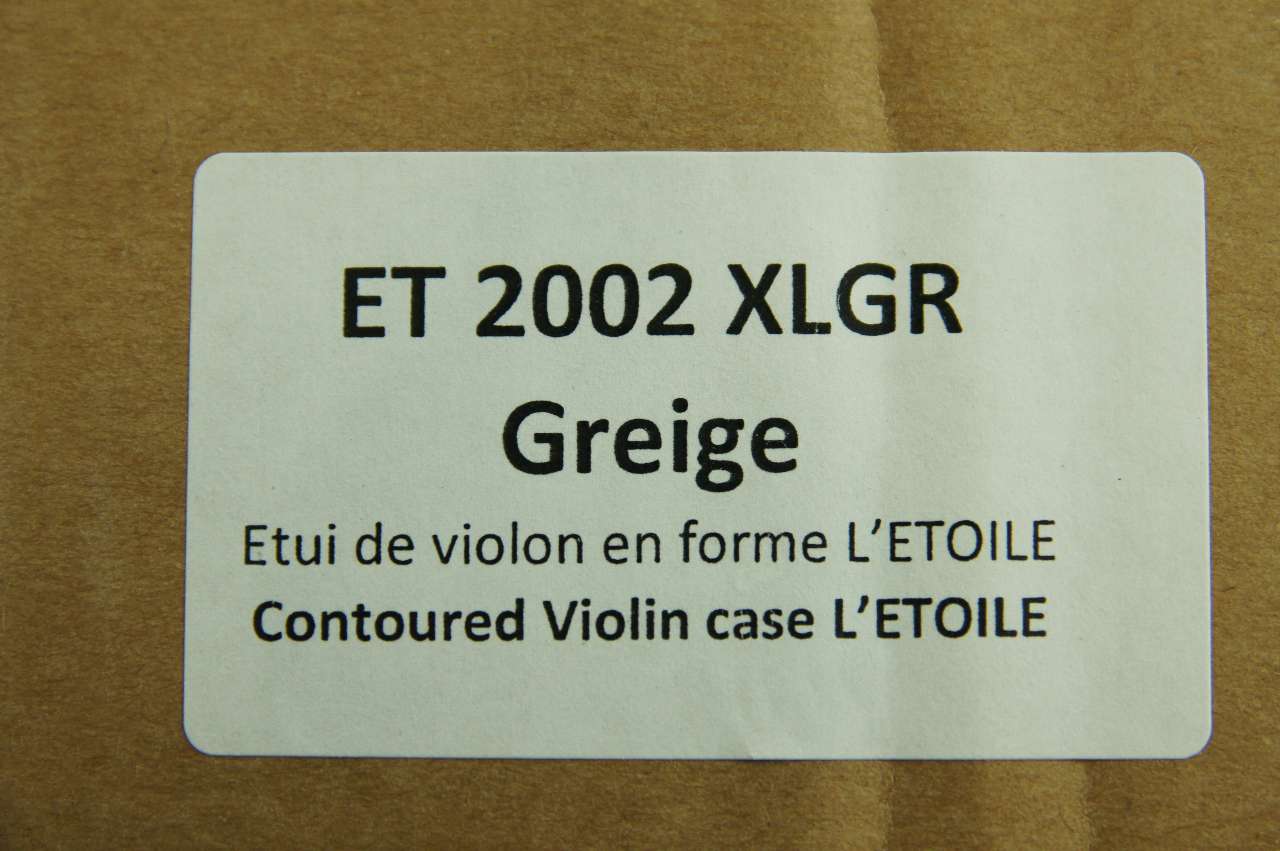 ET 2002 XLGR
Greige
Etui de violon en forme L’ETOILE
Contoured Violin case L’ETOILE